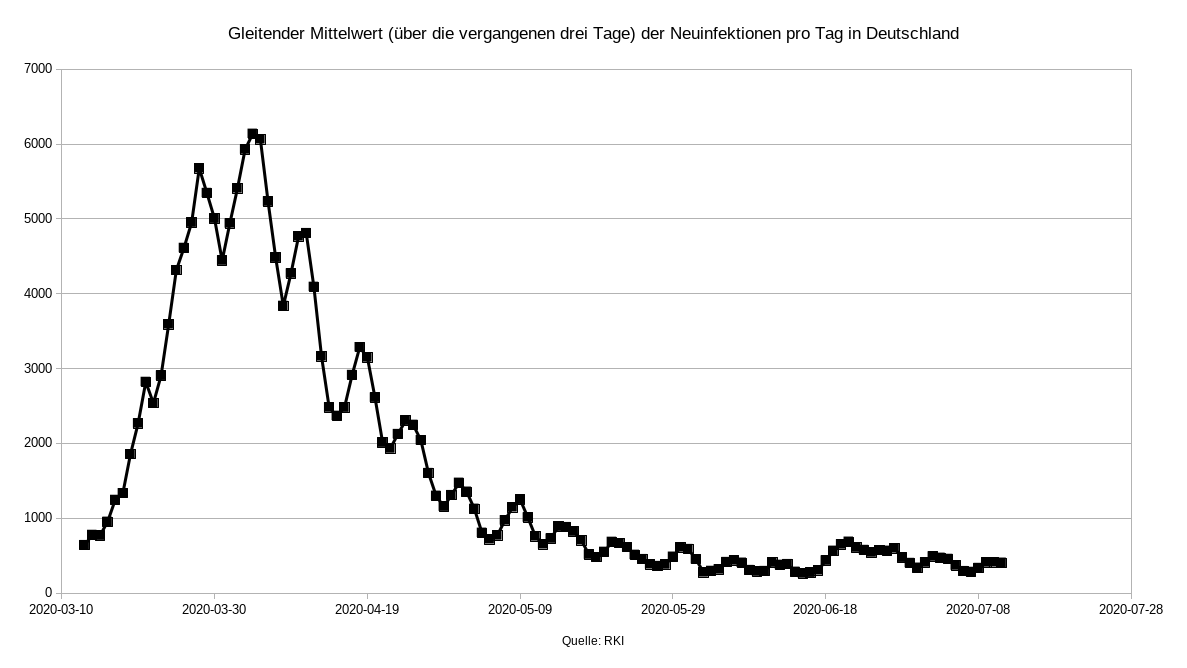 Gleitender Mittelwert (über die vergangenen drei Tage) der Neuinfektionen pro Tag in Deutschland
7000
6000
5000
4000
3000
2000
1000
0
2020-03-10 2020-03-30 2020-04-19 2020-05-09 2020-05-29 2020-06-18 2020-07-08 2020-07-28
Quelle: RKI